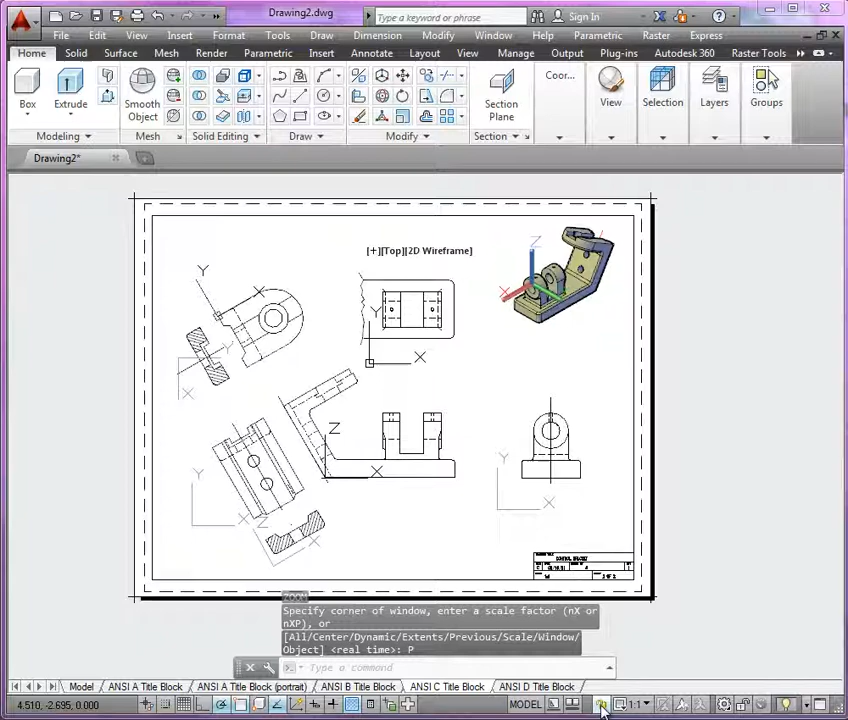 Drawing2.dwg
Type a keyword or phrase
Sign In
File Edit View Insert Format Tools Draw Dimension Modify Window Help Parametric Raster Express
Home Solid Surface Mesh Render Parametric Insert Annotate Layout View Manage Output Plug-ins Autodesk 360 Raster Tools
Box
Extrude
Smooth
Object
Section
Plane
Coor...
View
Selection
Layers
Groups
Modeling
Mesh
Solid Editing
Draw
Modify
Section
Drawing2*
[+][Top][2D Wireframe]
Z
X
Y
Y
X
Y
X
Z
X
Y
X
Z
X
Y
X
ZOOM
Specify corner of window, enter a scale factor (nX or
nXP), or
[All/Center/Dynamic/Extents/Previous/Scale/Window/
Object] <real time>: P
Type a command
Model ANSI A Title Block ANSI A Title Block (portrait) ANSI B Title Block ANSI C Title Block ANSI D Title Block
4.510, -2.695, 0.000
MODEL
1:1